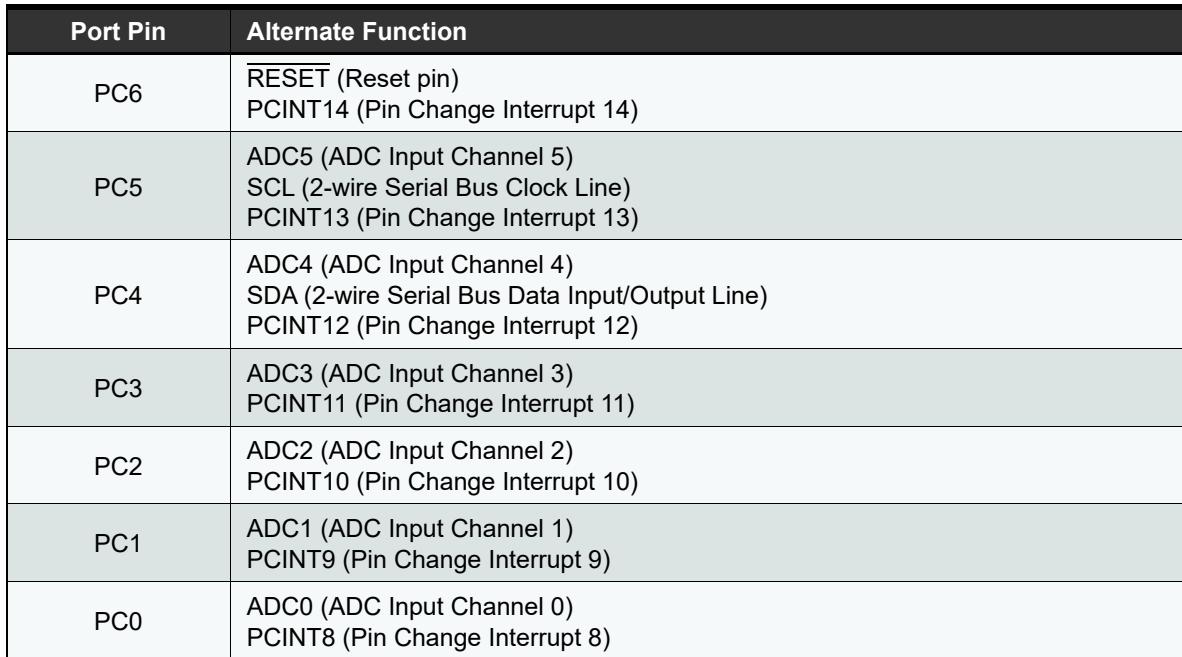 Port Pin Alternate Function
PC6
RESET (Reset pin)
PCINT14 (Pin Change Interrupt 14)
PC5
ADC5 (ADC Input Channel 5)
SCL (2-wire Serial Bus Clock Line)
PCINT13 (Pin Change Interrupt 13)
PC4
ADC4 (ADC Input Channel 4)
SDA (2-wire Serial Bus Data Input/Output Line)
PCINT12 (Pin Change Interrupt 12)
PC3
ADC3 (ADC Input Channel 3)
PCINT11 (Pin Change Interrupt 11)
PC2
ADC2 (ADC Input Channel 2)
PCINT10 (Pin Change Interrupt 10)
PC1
ADC1 (ADC Input Channel 1)
PCINT9 (Pin Change Interrupt 9)
PC0
ADC0 (ADC Input Channel 0)
PCINT8 (Pin Change Interrupt 8)